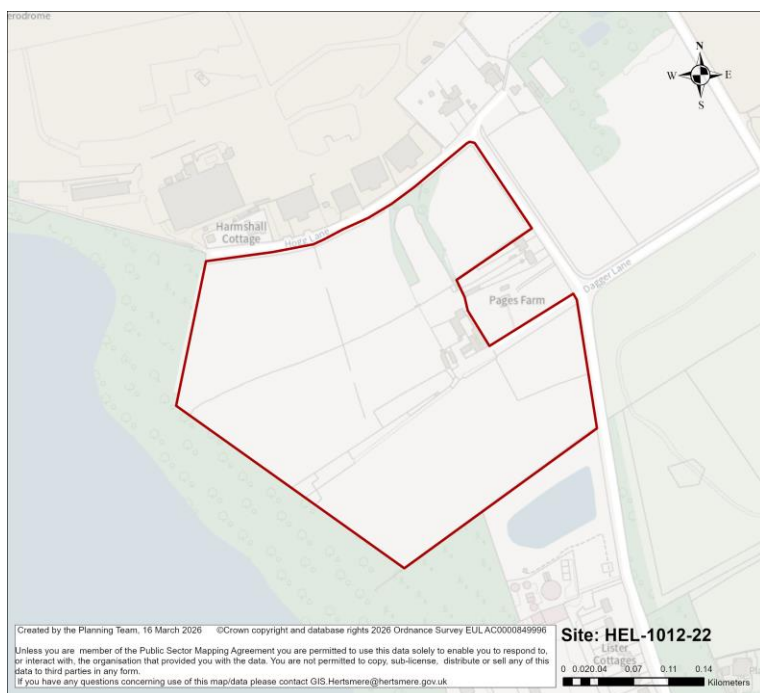 erodrome
N
W E
S
Harmshall
Cottage
Hogg Lane
Pages Farm
Dagger Lane
Created by the Planning Team, 16 March 2026 ©Crown copyright and database rights 2026 Ordnance Survey EUL AC0000849996
Unless you are member of the Public Sector Mapping Agreement you are permitted to use this data solely to enable you to respond to,
or interact with, the organisation that provided you with the data. You are not permitted to copy, sub-license, distribute or sell any of this
data to third parties in any form.
If you have any questions concerning use of this map/data please contact GIS.Hertsmere@hertsmere.gov.uk
Site: HEL-1012-22
Lister
Cottages
0 0.020.04 0.07 0.11 0.14
Kilometers